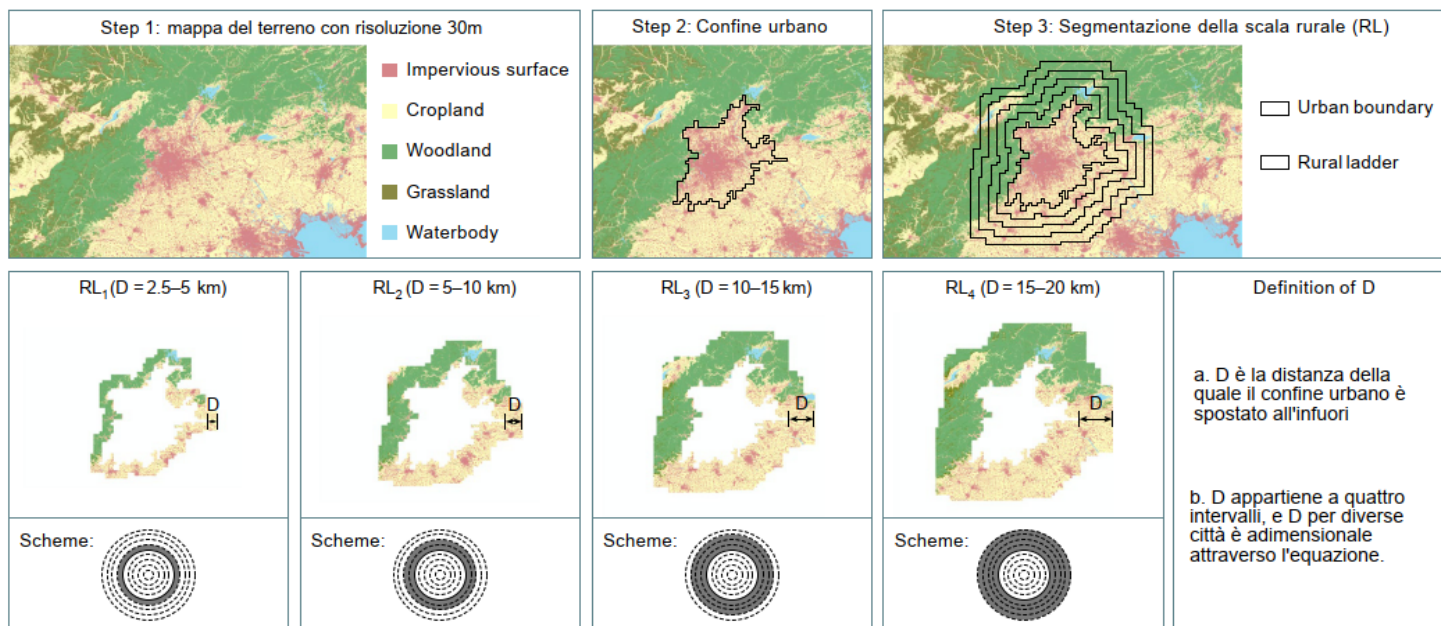 Step 1: mappa del terreno con risoluzione 30m
Impervious surface
Cropland
Woodland
Grassland
Waterbody
Step 2: Confine urbano
Step 3: Segmentazione della scala rurale (RL)
Urban boundary
Rural ladder
RL1 (D = 2.5–5 km)
D
Scheme:
RL2 (D = 5–10 km)
D
Scheme:
RL3 (D = 10–15 km)
D
Scheme:
RL4 (D = 15–20 km)
D
Scheme:
Definition of D
a. D è la distanza della
quale il confine urbano è
spostato all'infuori
b. D appartiene a quattro
intervalli, e D per diverse
città è adimensionale
attraverso l'equazione.